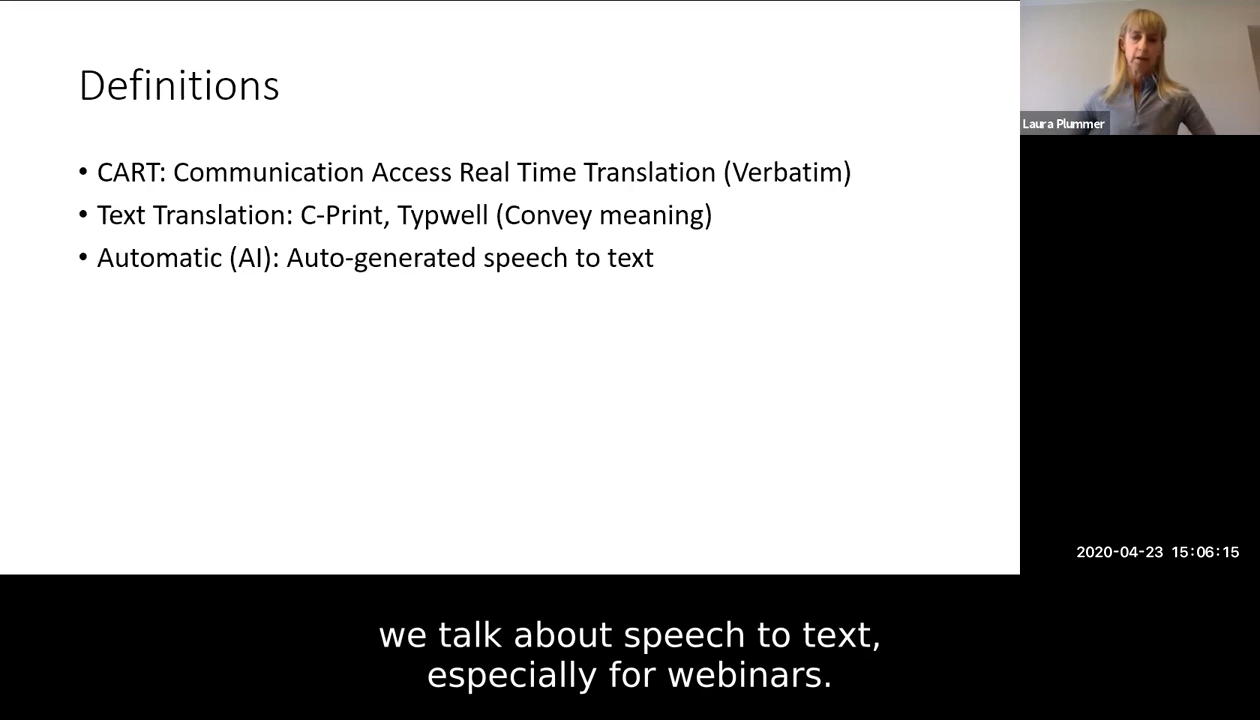 Definitions
• CART: Communication Access Real Time Translation (Verbatim)
• Text Translation: C-Print, Typwell (Convey meaning)
• Automatic (AI): Auto-generated speech to text
Laura Plummer
2020-04-23 15:06:15
we talk about speech to text,
especially for webinars.